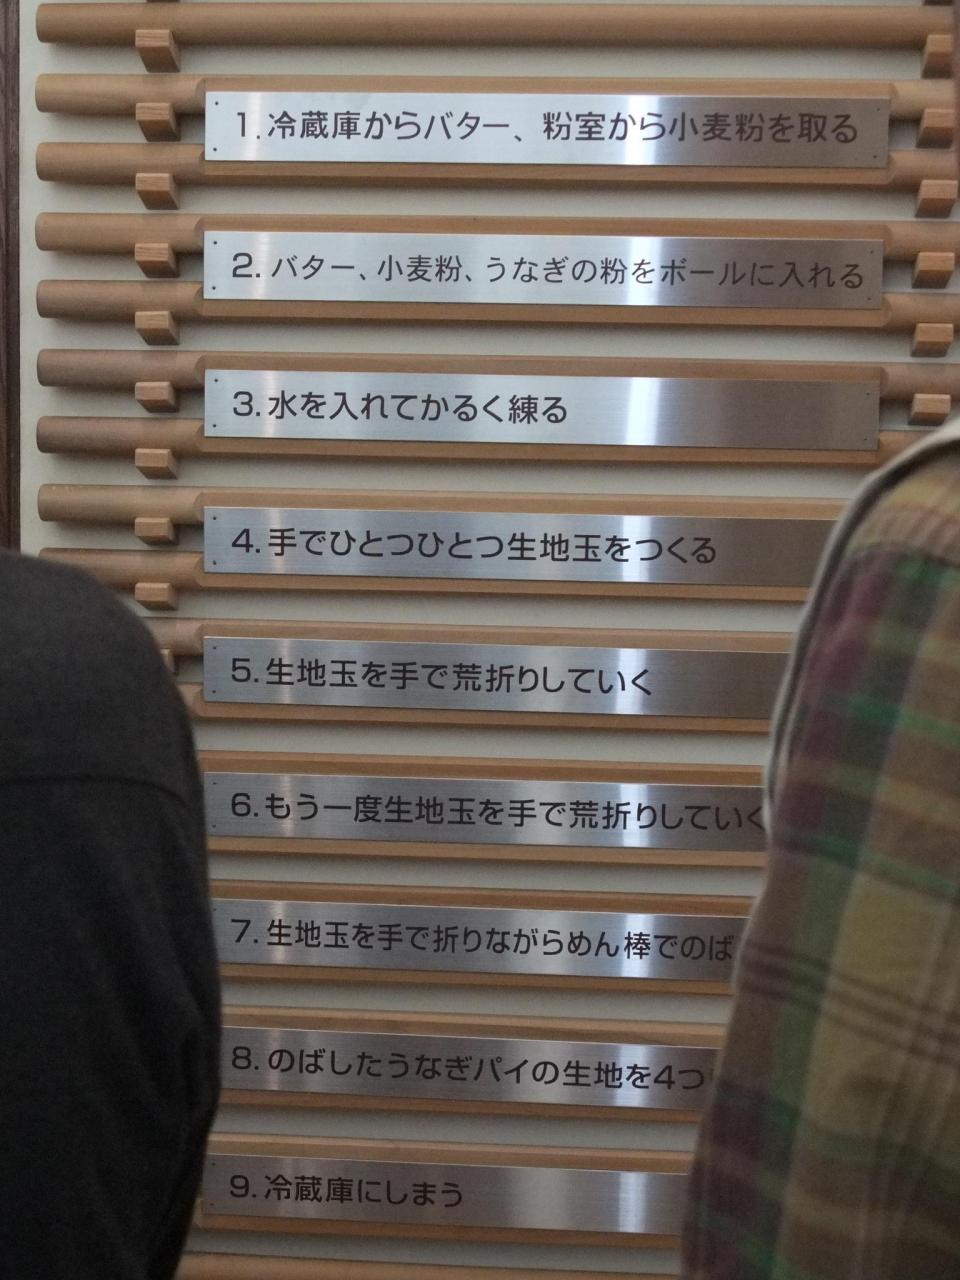 1.冷蔵庫からバター、粉室から小麦粉を取る
2.バター、小麦粉、うなぎの粉をボールに入れる
3.水を入れてかるく練る
4.手でひとつひとつ生地玉をつくる
5.生地玉を手で荒折りしていく
6.もう一度生地玉を手で荒折りしていく
7.生地玉を手で折りながらめん棒でのば
8.のばしたうなぎパイの生地を4つ
9.冷蔵庫にしまう